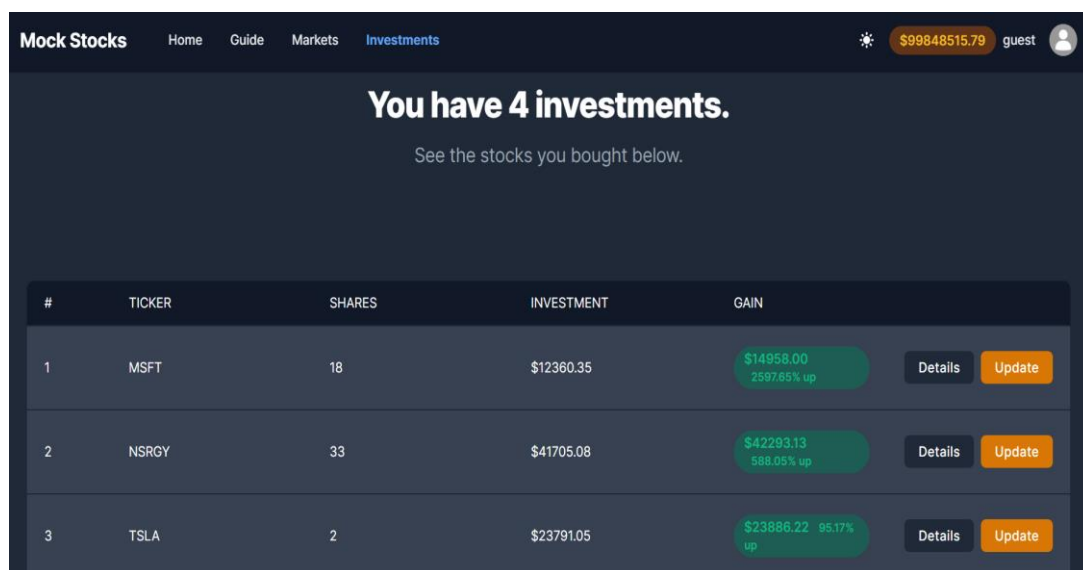 Mock Stocks Home Guide Markets Investments $99848515.79 guest
You have 4 investments.
See the stocks you bought below.
# TICKER SHARES INVESTMENT GAIN
1 MSFT 18 $12360.35 $14958.00 2597.65% up Details Update
2 NSRGY 33 $41705.08 $42293.13 588.05% up Details Update
3 TSLA 2 $23791.05 $23886.22 95.17% up Details Update